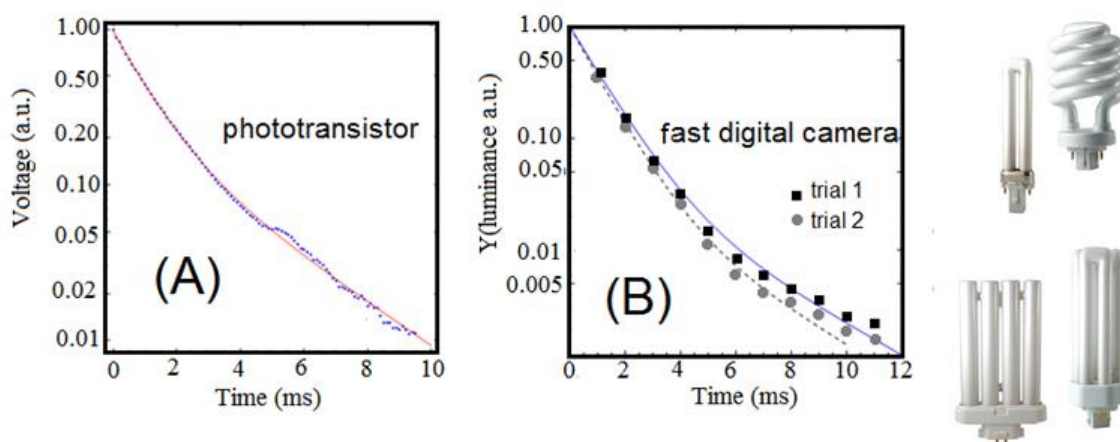 1.00
0.50
0.20
0.10
0.05
0.02
0.01
Voltage (a.u.)
phototransistor
(A)
0 2 4 6 8 10
Time (ms)
1.00
0.50
0.10
0.05
0.01
0.005
Y(luminance a.u.)
fast digital camera
trial 1
trial 2
(B)
0 2 4 6 8 10 12
Time (ms)